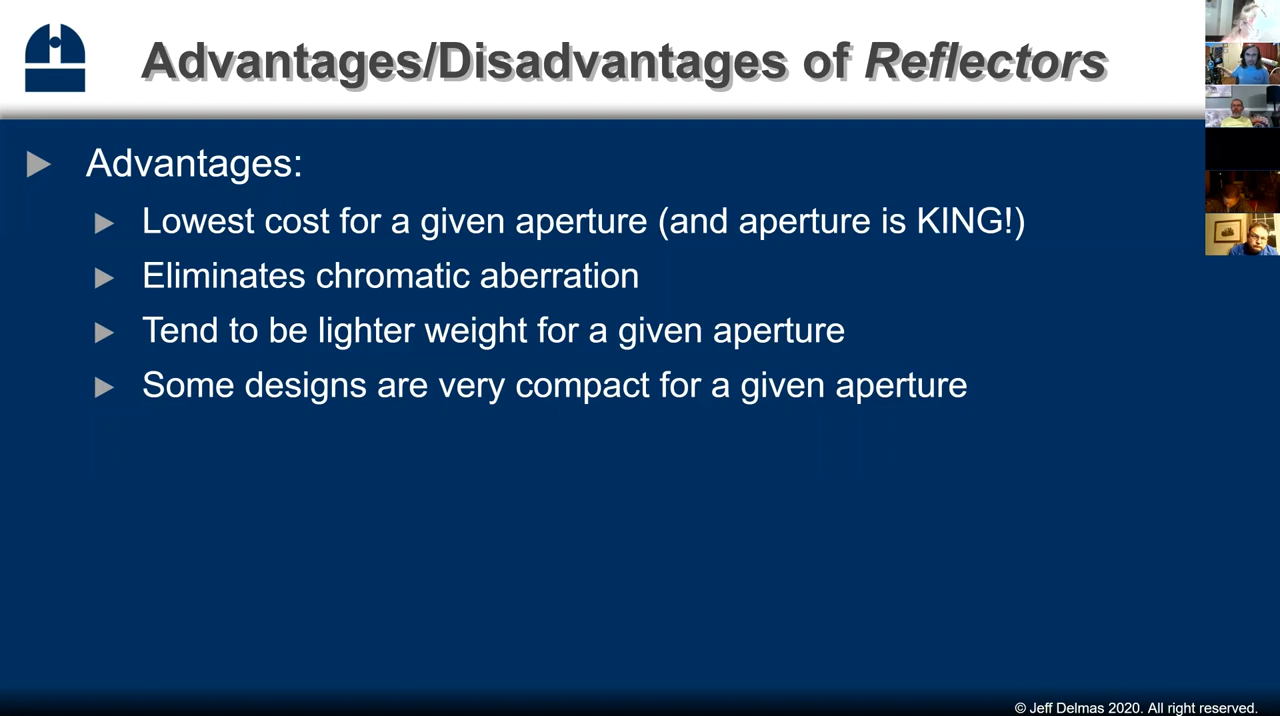 Advantages/Disadvantages of Reflectors
Advantages:
Lowest cost for a given aperture (and aperture is KING!)
Eliminates chromatic aberration
Tend to be lighter weight for a given aperture
Some designs are very compact for a given aperture
© Jeff Delmas 2020. All right reserved.